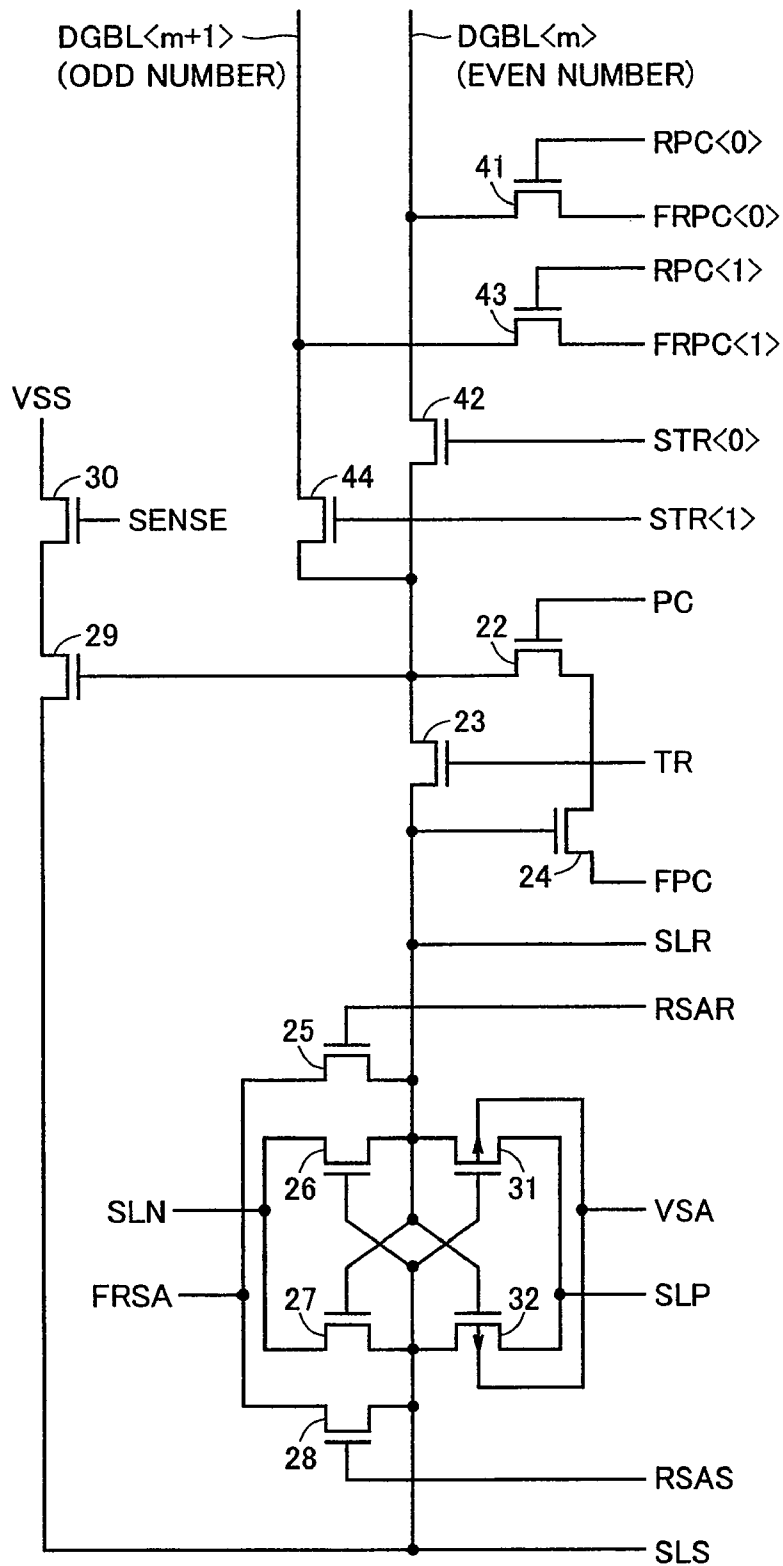 DGBL<m+1>
(ODD NUMBER)
DGBL<m>
(EVEN NUMBER)
RPC<0>
41
FRPC<0>
RPC<1>
43
FRPC<1>
VSS
42
STR<0>
30
44
SENSE
STR<1>
PC
29
22
23
TR
24
FPC
SLR
RSAR
25
26
31
SLN
VSA
FRSA
27
32
SLP
28
RSAS
SLS